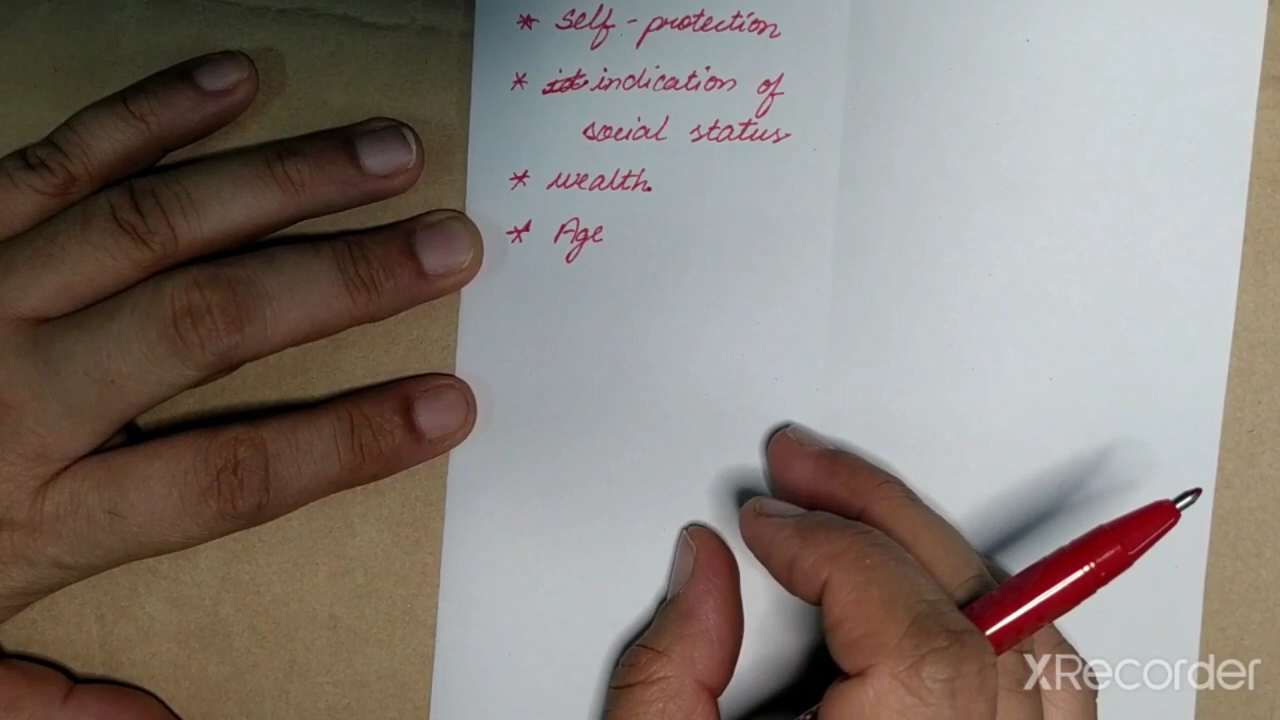 * Self-protection
* indication of
social status
* wealth.
* Age
XRecorder